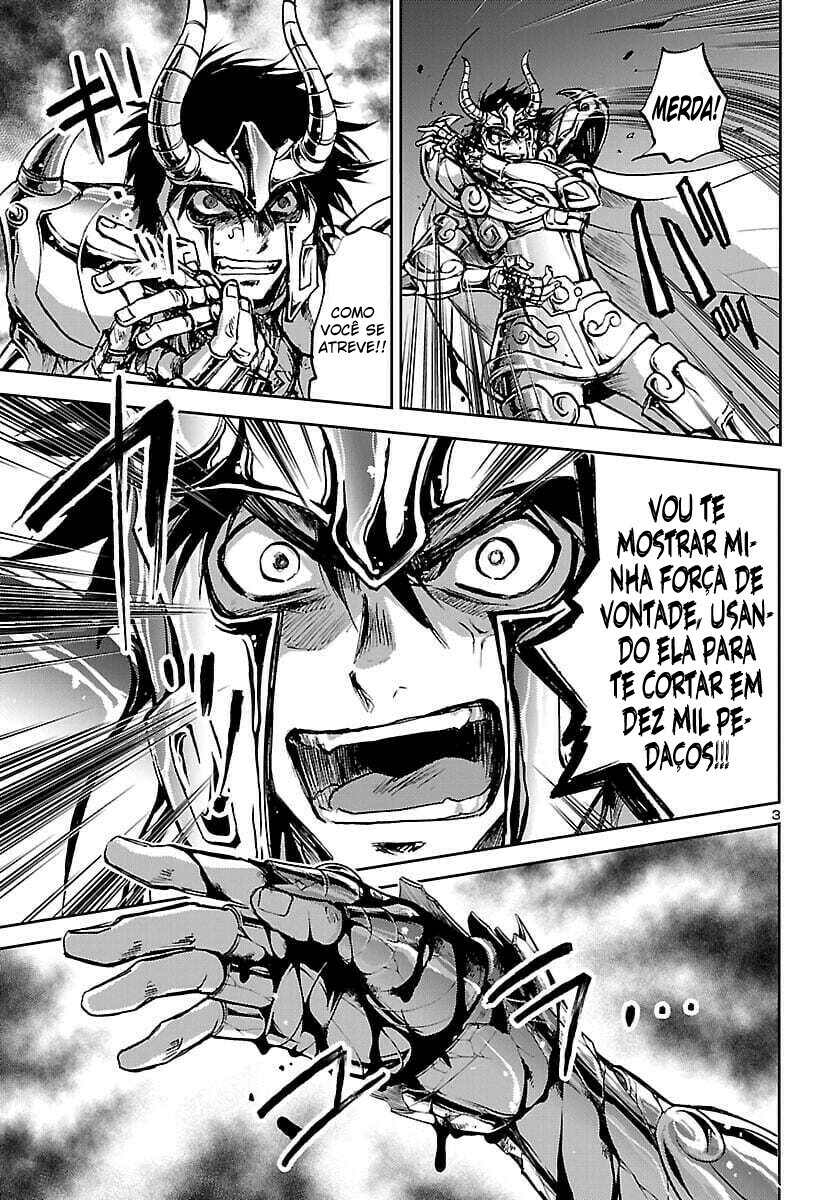 MERDA!
COMO
VOCÊ SE
ATREVE!!
VOU TE
MOSTRAR MI-
NHA FORÇA DE
VONTADE, USAN-
DO ELA PARA
TE CORTAR EM
DEZ MIL PE-
DAÇOS!!!
3